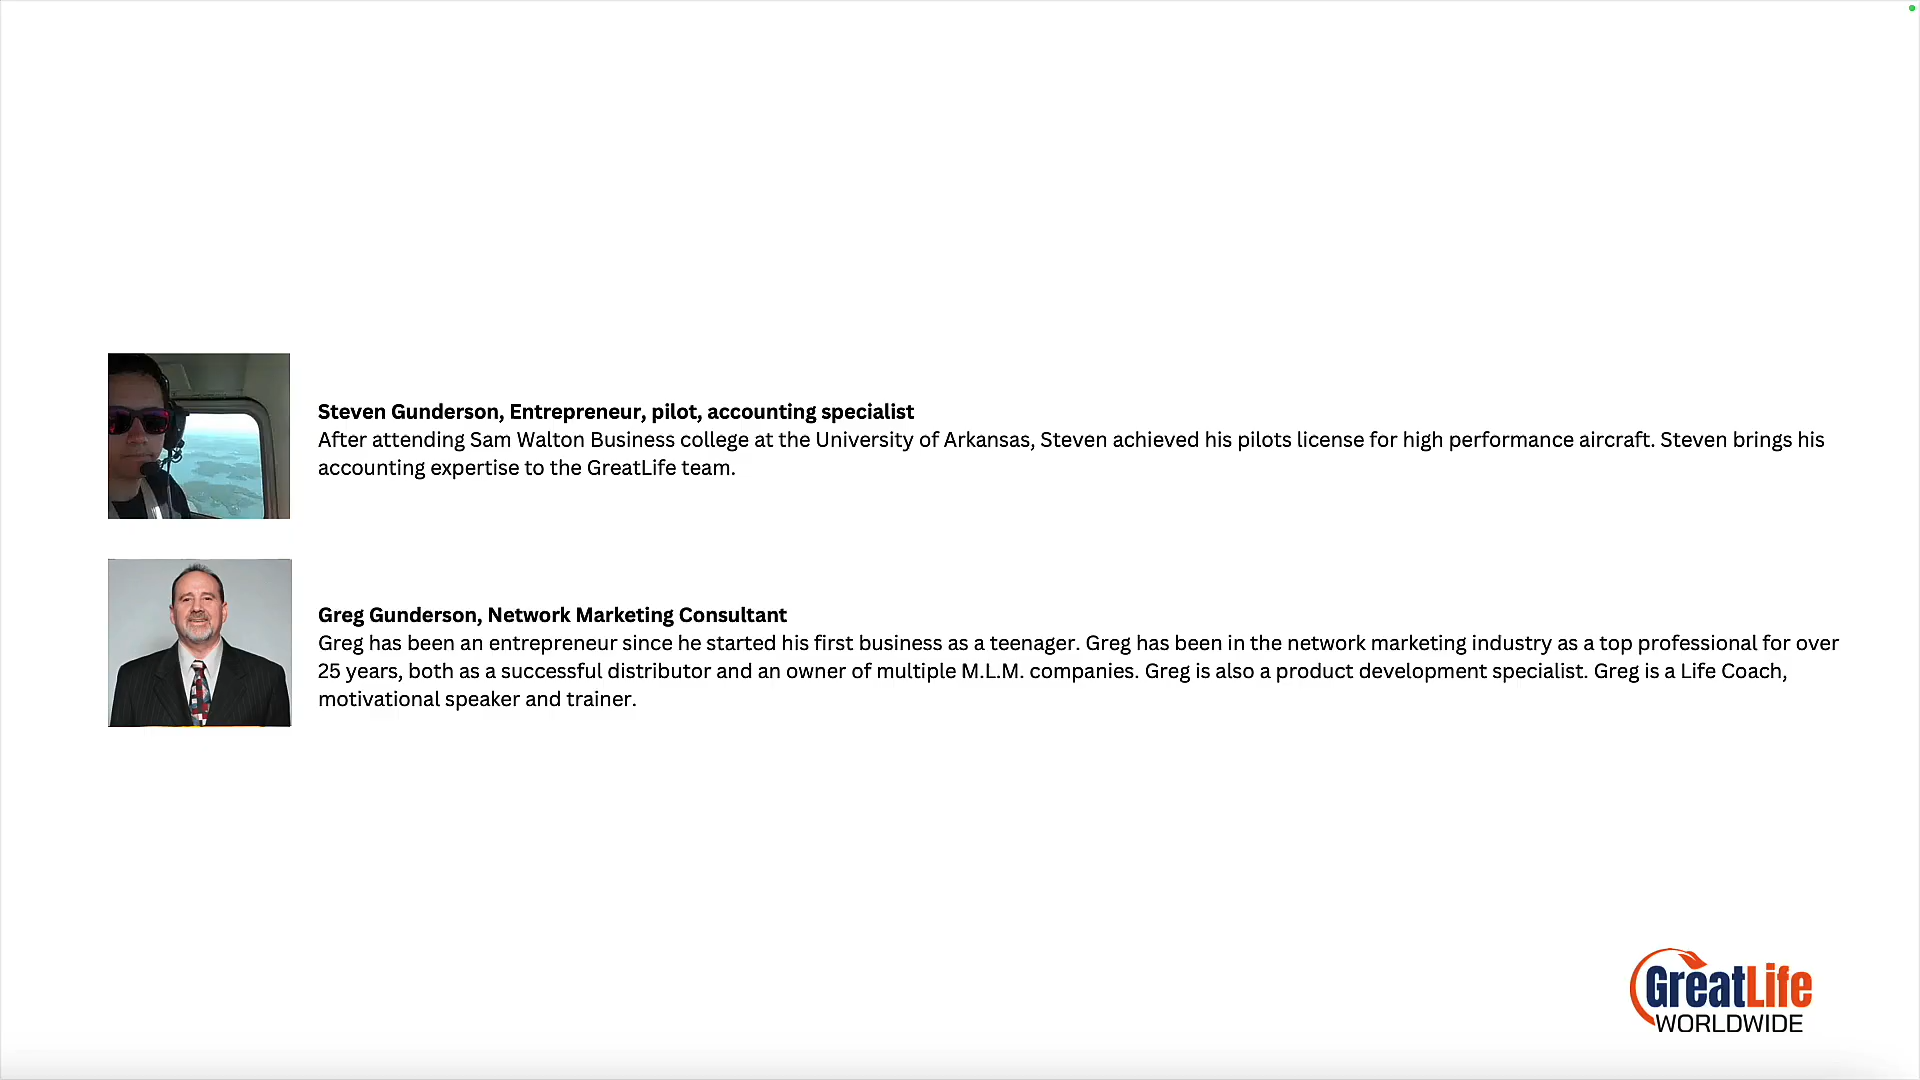 Steven Gunderson, Entrepreneur, pilot, accounting specialist
After attending Sam Walton Business college at the University of Arkansas, Steven achieved his pilots license for high performance aircraft. Steven brings his
accounting expertise to the GreatLife team.
Greg Gunderson, Network Marketing Consultant
Greg has been an entrepreneur since he started his first business as a teenager. Greg has been in the network marketing industry as a top professional for over
25 years, both as a successful distributor and an owner of multiple M.L.M. companies. Greg is also a product development specialist. Greg is a Life Coach,
motivational speaker and trainer.
GreatLife
WORLDWIDE